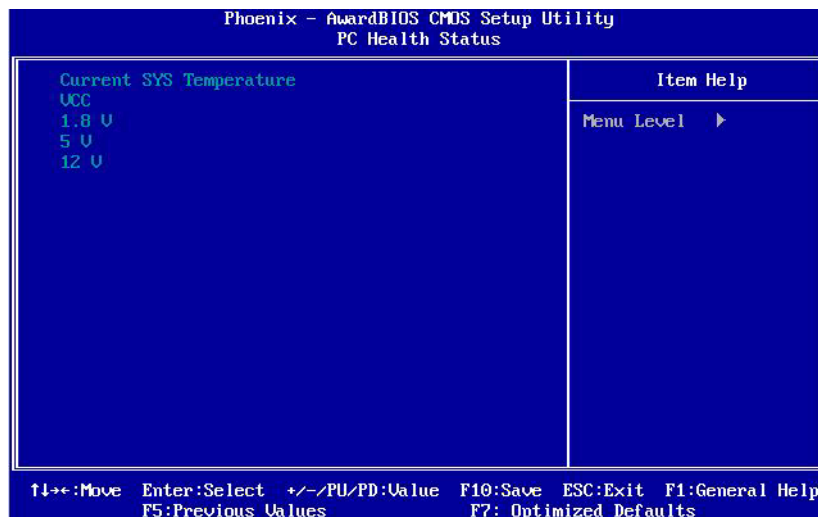 Phoenix - AwardBIOS CMOS Setup Utility
PC Health Status
Current SYS Temperature
VCC
1.8 V
5 V
12 V
Item Help
Menu Level ▶
↑↓→←:Move Enter:Select +/-/PU/PD:Value F10:Save ESC:Exit F1:General Help
F5:Previous Values F7: Optimized Defaults